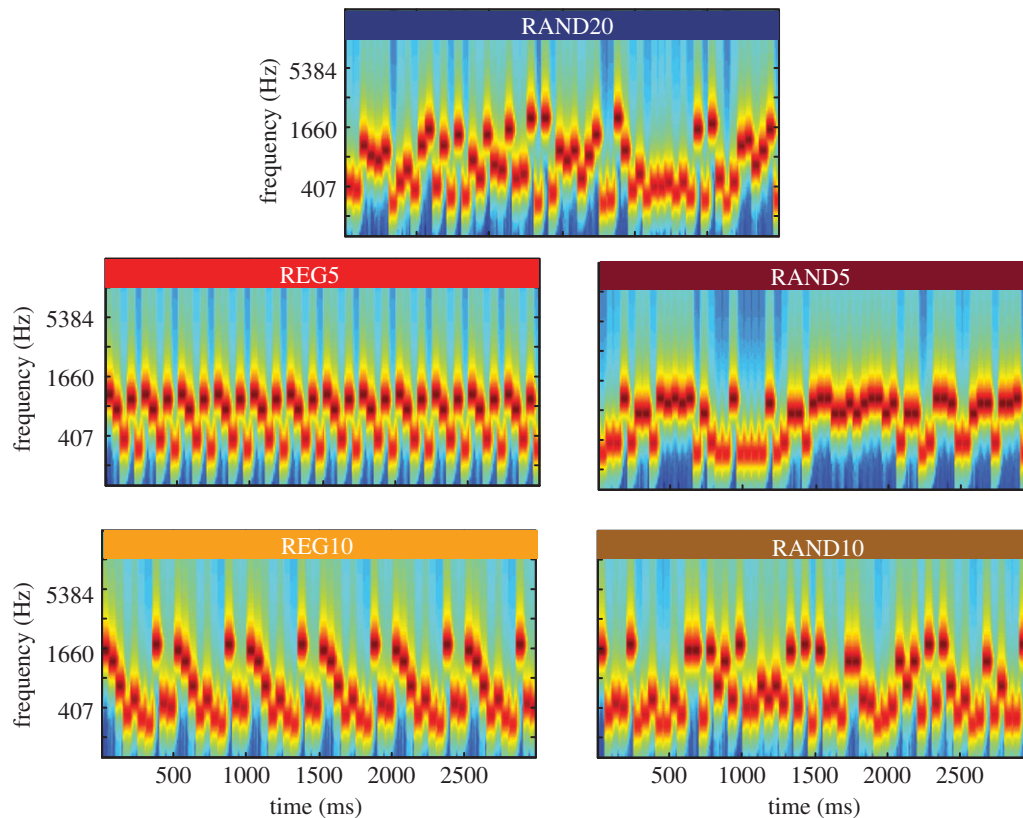 RAND20
frequency (Hz)
5384
1660
407
REG5
frequency (Hz)
5384
1660
407
RAND5
REG10
frequency (Hz)
5384
1660
407
500 1000 1500 2000 2500
time (ms)
RAND10
500 1000 1500 2000 2500
time (ms)